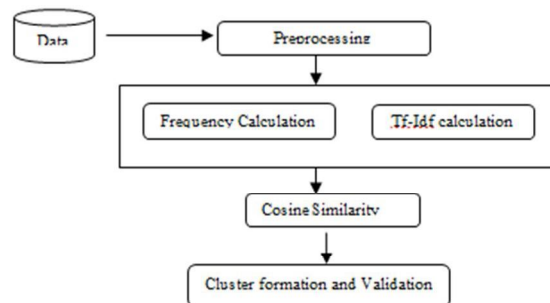 Data
Preprocessing
Frequency Calculation
Tf-Idf calculation
Cosine Similarity
Cluster formation and Validation